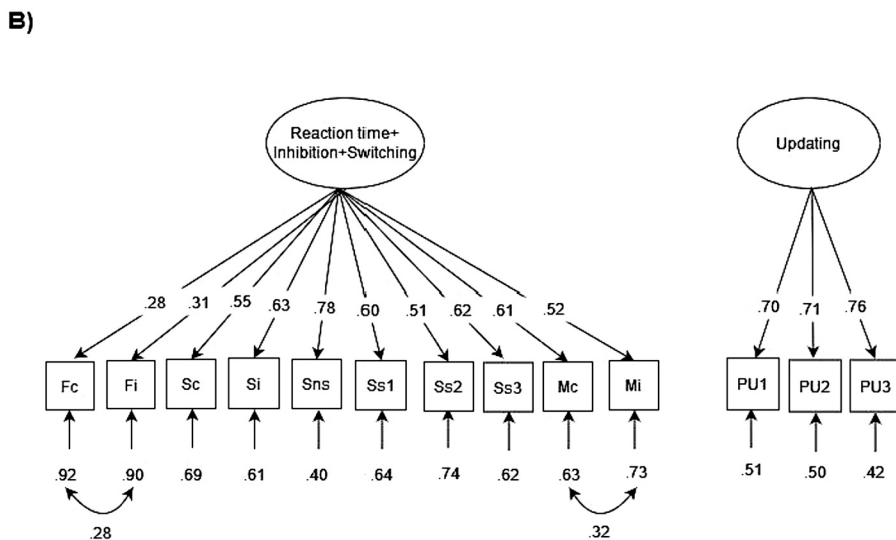 B)
Reaction time+
Inhibition+Switching
Updating
.28 .31 .55 .63 .78 .60 .51 .62 .61 .52
.70 .71 .76
Fc Fi Sc Si Sns Ss1 Ss2 Ss3 Mc Mi
PU1 PU2 PU3
.92 .90 .69 .61 .40 .64 .74 .62 .63 .73
.51 .50 .42
.28 .32